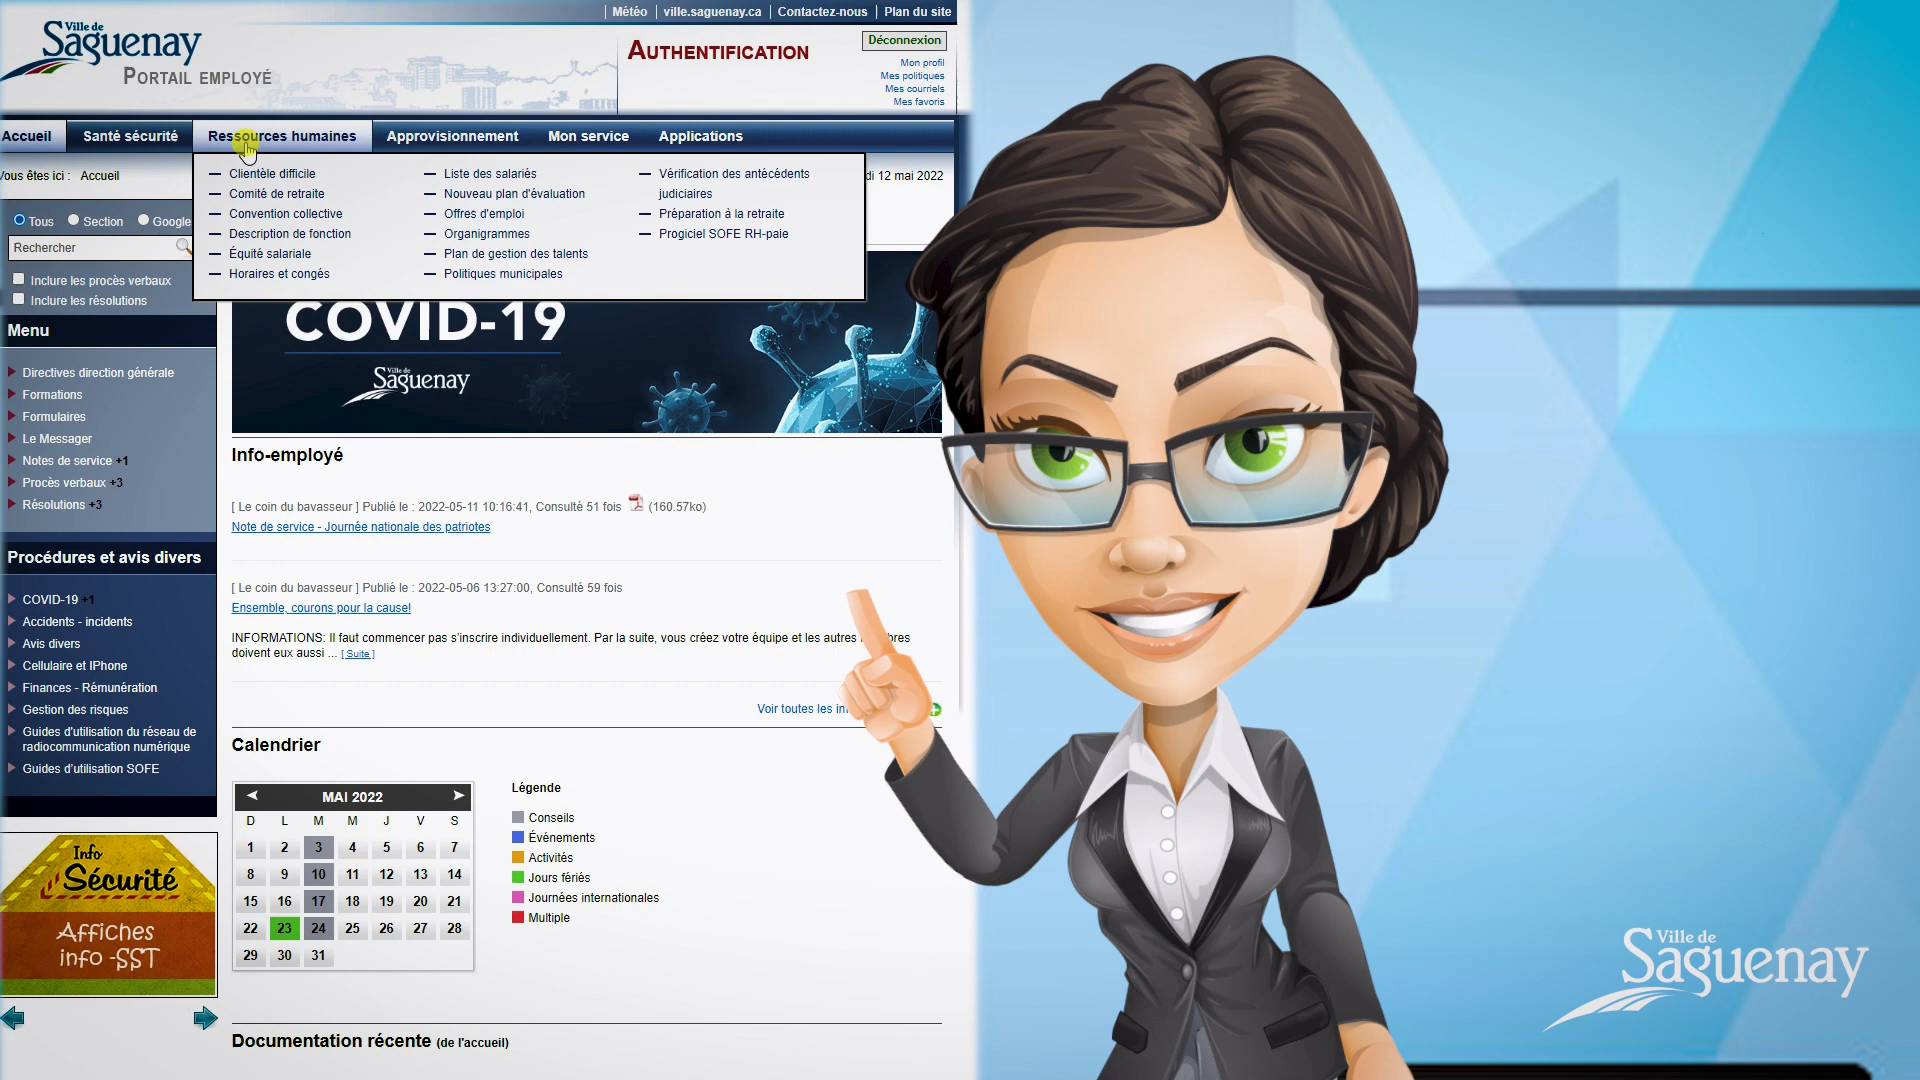 Météo | ville.saguenay.ca | Contactez-nous | Plan du site
Ville de
Saguenay
PORTAIL EMPLOYÉ
AUTHENTIFICATION
Déconnexion
Mon profil
Mes politiques
Mes courriels
Mes favoris
Accueil
Santé sécurité
Ressources humaines
Approvisionnement
Mon service
Applications
Vous êtes ici : Accueil
di 12 mai 2022
Clientèle difficile
Comité de retraite
Convention collective
Description de fonction
Équité salariale
Horaires et congés
Liste des salariés
Nouveau plan d'évaluation
Offres d'emploi
Organigrammes
Plan de gestion des talents
Politiques municipales
Vérification des antécédents
judiciaires
Préparation à la retraite
Progiciel SOFE RH-paie
Tous Section Google
Rechercher
Inclure les procès verbaux
Inclure les résolutions
Menu
Directives direction générale
Formations
Formulaires
Le Messager
Notes de service +1
Procès verbaux +3
Résolutions +3
Procédures et avis divers
COVID-19 +1
Accidents - incidents
Avis divers
Cellulaire et IPhone
Finances - Rémunération
Gestion des risques
Guides d'utilisation du réseau de
radiocommunication numérique
Guides d'utilisation SOFE
Info
Sécurité
Affiches
info -SST
COVID-19
Ville de
Saguenay
Info-employé
[ Le coin du bavasseur ] Publié le : 2022-05-11 10:16:41, Consulté 51 fois (160.57ko)
Note de service - Journée nationale des patriotes
[ Le coin du bavasseur ] Publié le : 2022-05-06 13:27:00, Consulté 59 fois
Ensemble, courons pour la cause!
INFORMATIONS: Il faut commencer pas s'inscrire individuellement. Par la suite, vous créez votre équipe et les autres bres
doivent eux aussi ... [ Suite ]
Voir toutes les in
Calendrier
MAI 2022
D L M M J V S
1 2 3 4 5 6 7
8 9 10 11 12 13 14
15 16 17 18 19 20 21
22 23 24 25 26 27 28
29 30 31
Légende
Conseils
Événements
Activités
Jours fériés
Journées internationales
Multiple
Documentation récente (de l'accueil)
Ville de
Saguenay